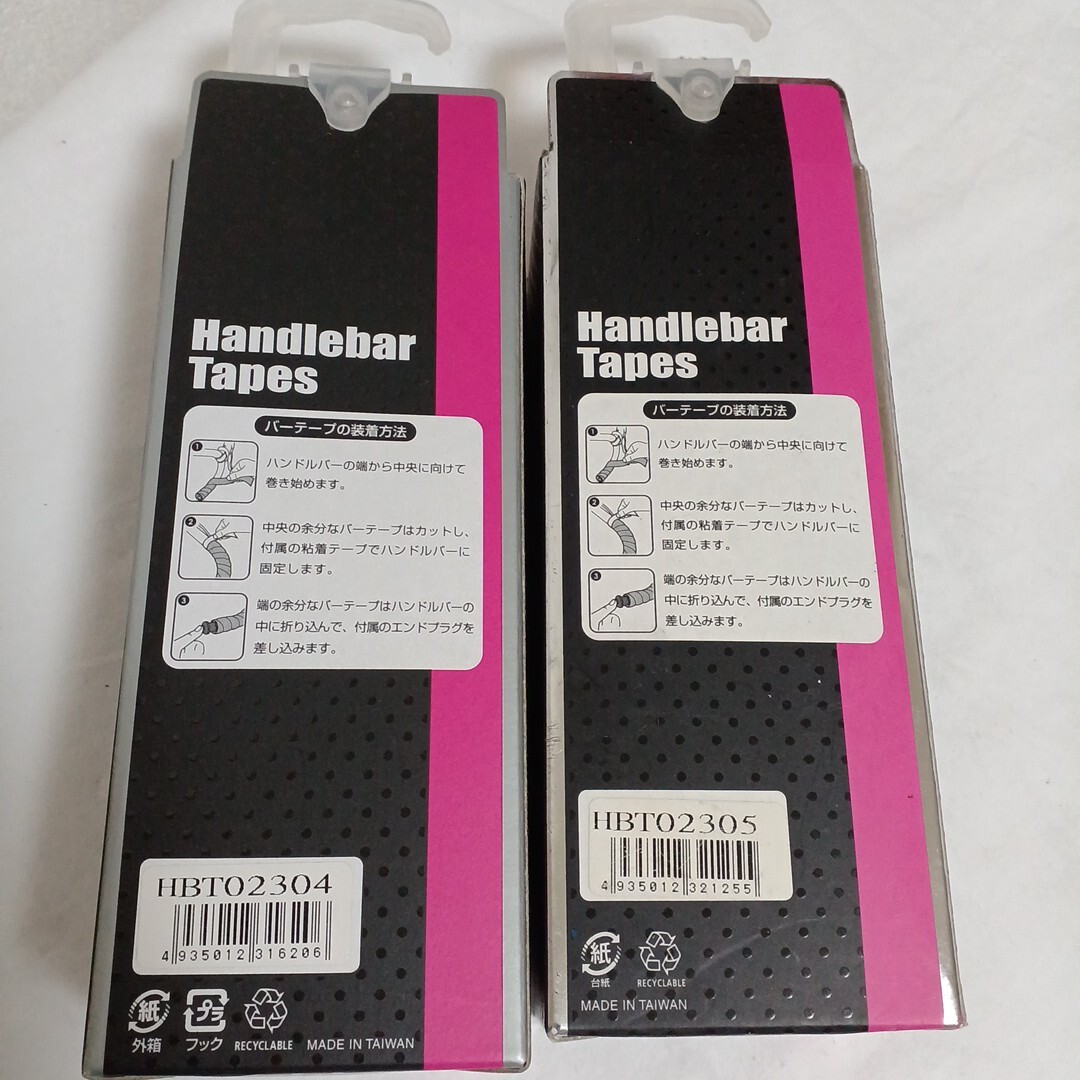 Handlebar
Tapes
バーテープの装着方法
1
ハンドルバーの端から中央に向けて
巻き始めます。
2
中央の余分なバーテープはカットし、
付属の粘着テープでハンドルバーに
固定します。
3
端の余分なバーテープはハンドルバーの
中に折り込んで、付属のエンドプラグを
差し込みます。
HBT02304
4 935012 316206
紙
外箱
プラ
フック
RECYCLABLE
MADE IN TAIWAN
Handlebar
Tapes
バーテープの装着方法
1
ハンドルバーの端から中央に向けて
巻き始めます。
2
中央の余分なバーテープはカットし、
付属の粘着テープでハンドルバーに
固定します。
3
端の余分なバーテープはハンドルバーの
中に折り込んで、付属のエンドプラグを
差し込みます。
HBT02305
4 935012 321255
紙
台紙
RECYCLABLE
MADE IN TAIWAN